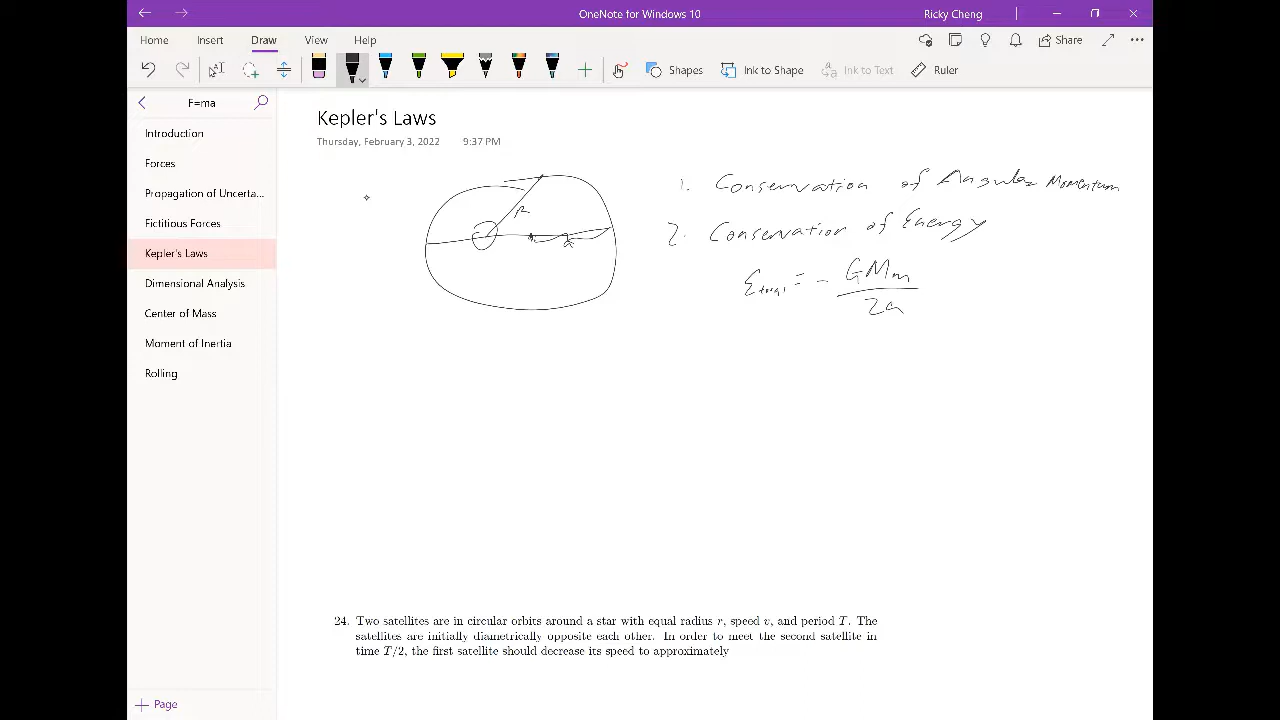 OneNote for Windows 10
Ricky Cheng
Home Insert Draw View Help
Share
Shapes Ink to Shape Ink to Text Ruler
F=ma
Introduction
Forces
Propagation of Uncerta...
Fictitious Forces
Kepler's Laws
Dimensional Analysis
Center of Mass
Moment of Inertia
Rolling
Page
Kepler's Laws
Thursday, February 3, 2022 9:37 PM
R
a
1. Conservation of Angular Momentum
2. Conservation of Energy
E total = - GMm
2a
24. Two satellites are in circular orbits around a star with equal radius r, speed v, and period T. The
satellites are initially diametrically opposite each other. In order to meet the second satellite in
time T/2, the first satellite should decrease its speed to approximately